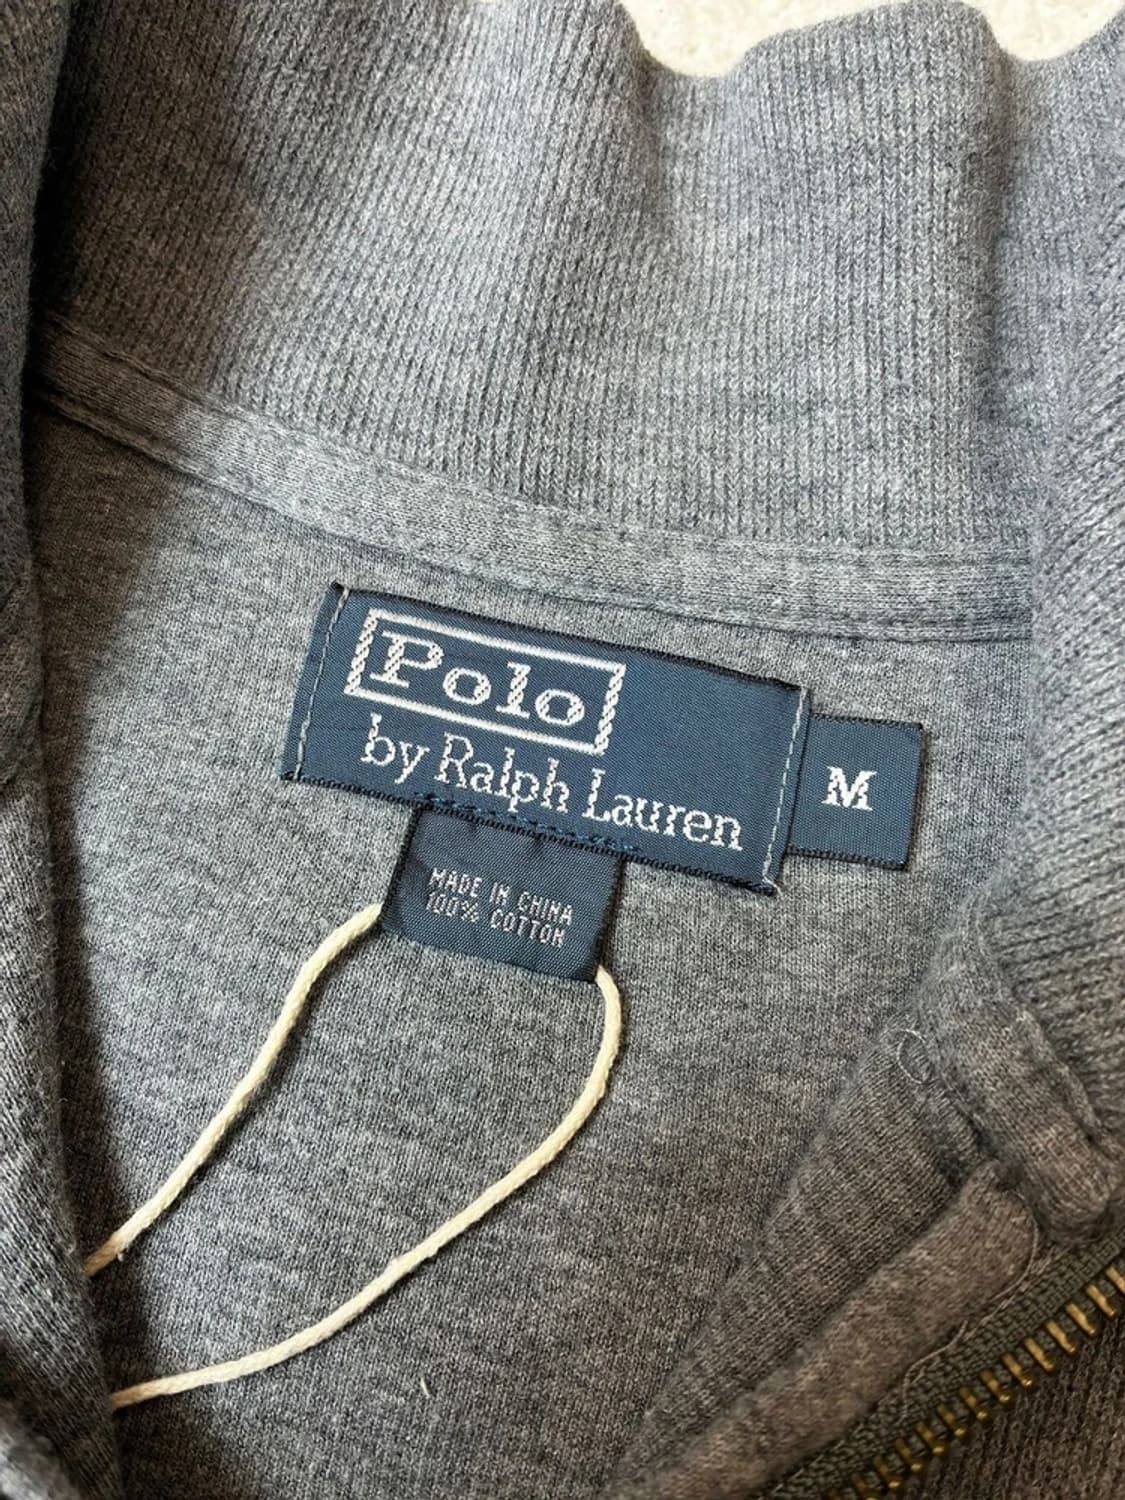 Polo
by Ralph Lauren
M
MADE IN CHINA
100% COTTON